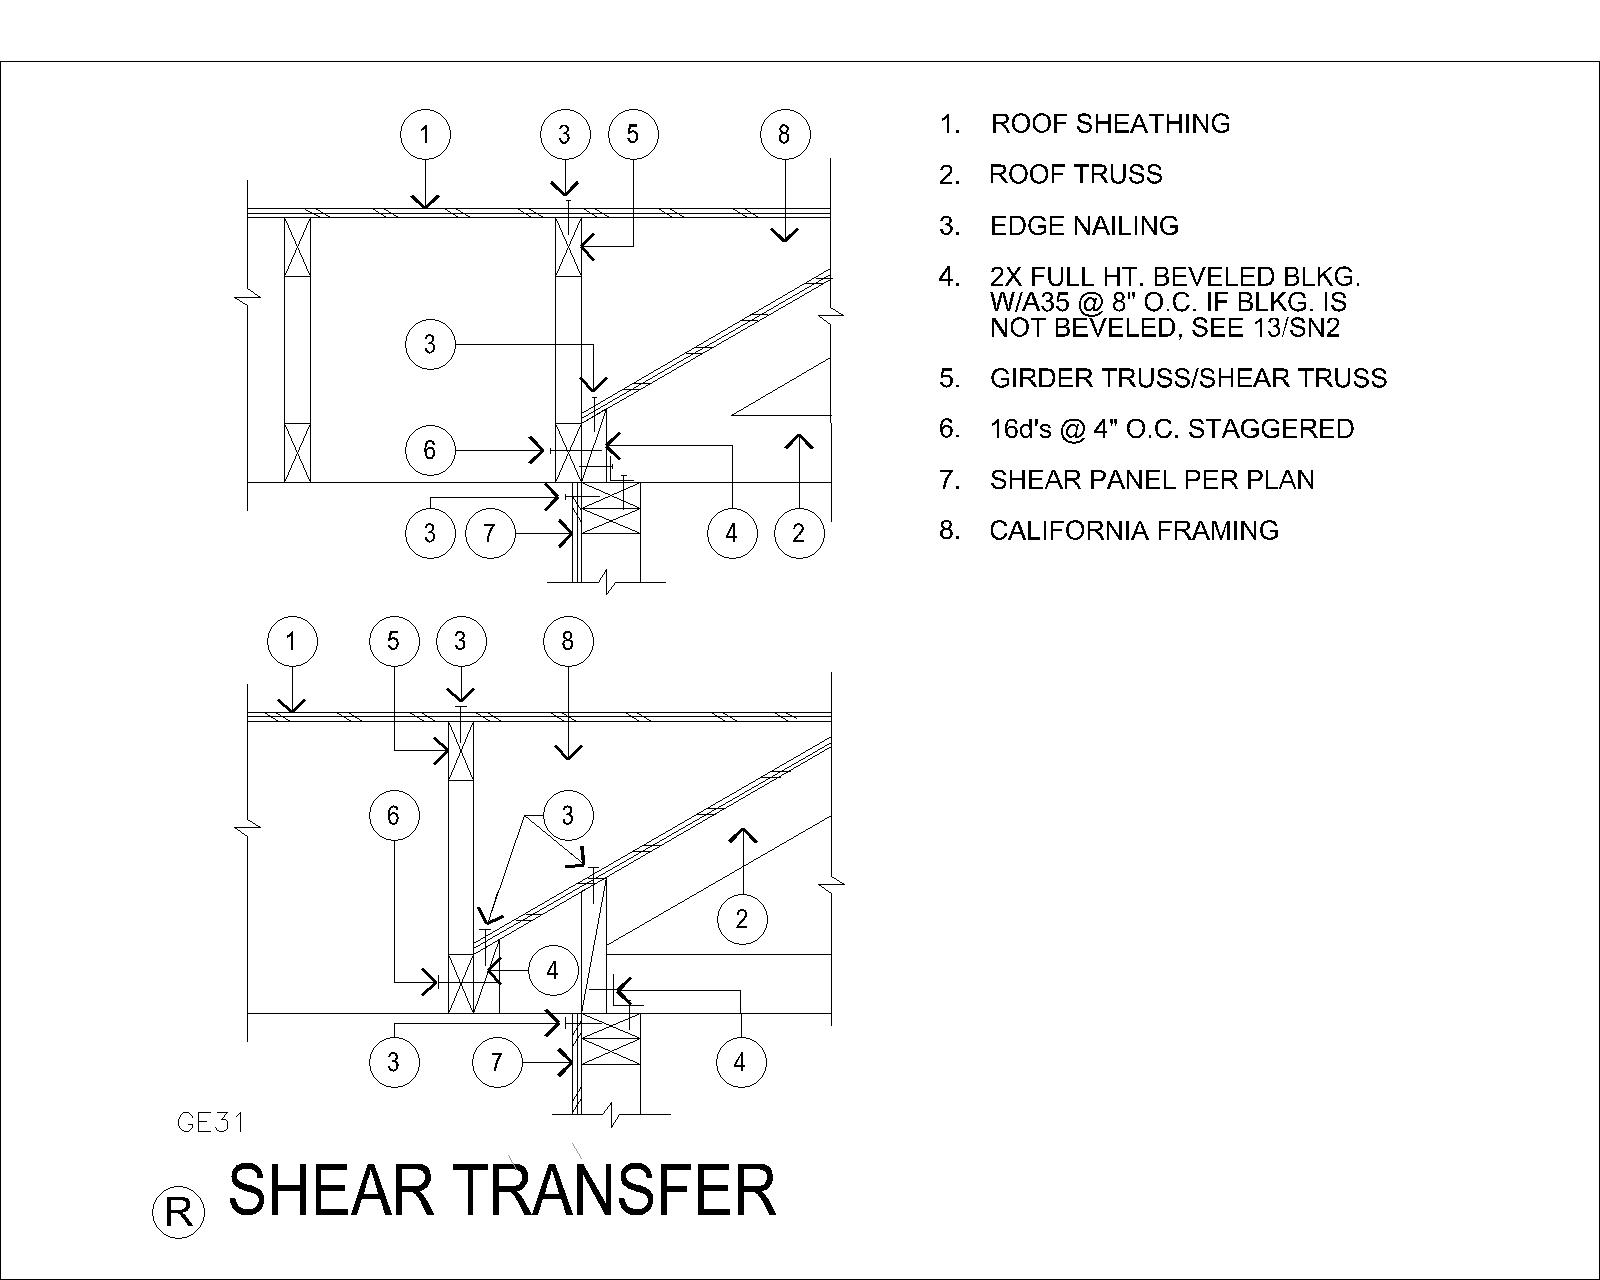 1 3 5 8
3
6
3 7 4 2
1 5 3 8
6 3
2
4
3 7 4
1. ROOF SHEATHING
2. ROOF TRUSS
3. EDGE NAILING
4. 2X FULL HT. BEVELED BLKG.
W/A35 @ 8" O.C. IF BLKG. IS
NOT BEVELED, SEE 13/SN2
5. GIRDER TRUSS/SHEAR TRUSS
6. 16d's @ 4" O.C. STAGGERED
7. SHEAR PANEL PER PLAN
8. CALIFORNIA FRAMING
GE31
R SHEAR TRANSFER